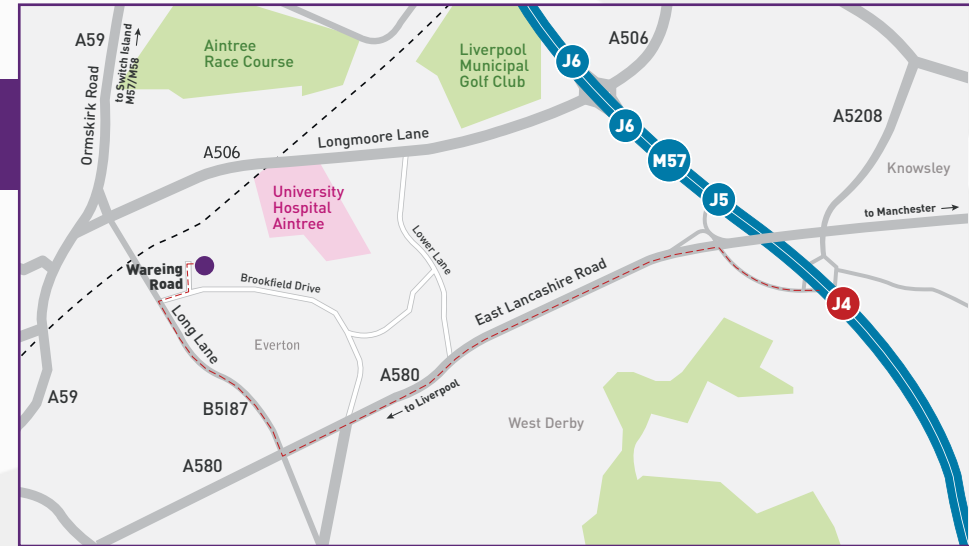 A59
Ormskirk Road
to Switch Island
M57/M58
Aintree
Race Course
Liverpool
Municipal
Golf Club
J6
A506
J6
A5208
M57
Knowsley
Longmoore Lane
A506
University
Hospital
Aintree
J5
to Manchester
Lower Lane
Wareing
Road
Brookfield Drive
East Lancashire Road
J4
Long Lane
Everton
A580
to Liverpool
A59
B5I87
West Derby
A580